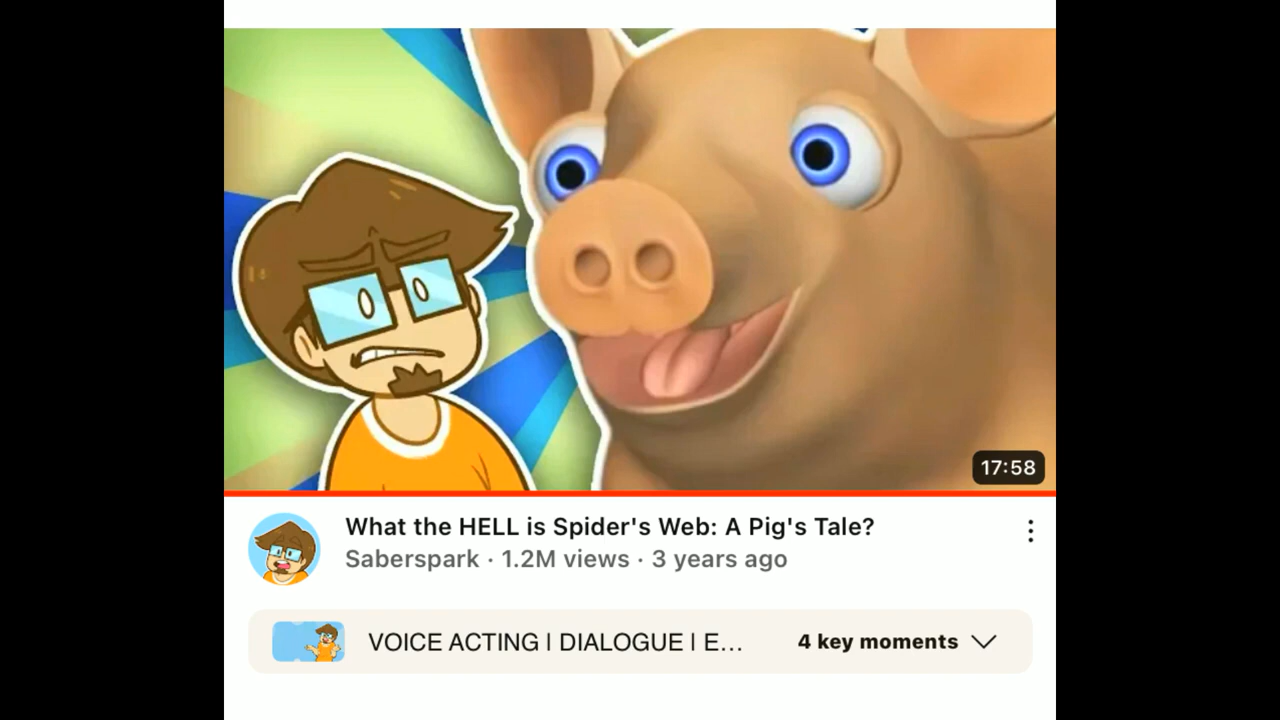 17:58
What the HELL is Spider's Web: A Pig's Tale?
Saberspark · 1.2M views · 3 years ago
VOICE ACTING | DIALOGUE | E... 4 key moments